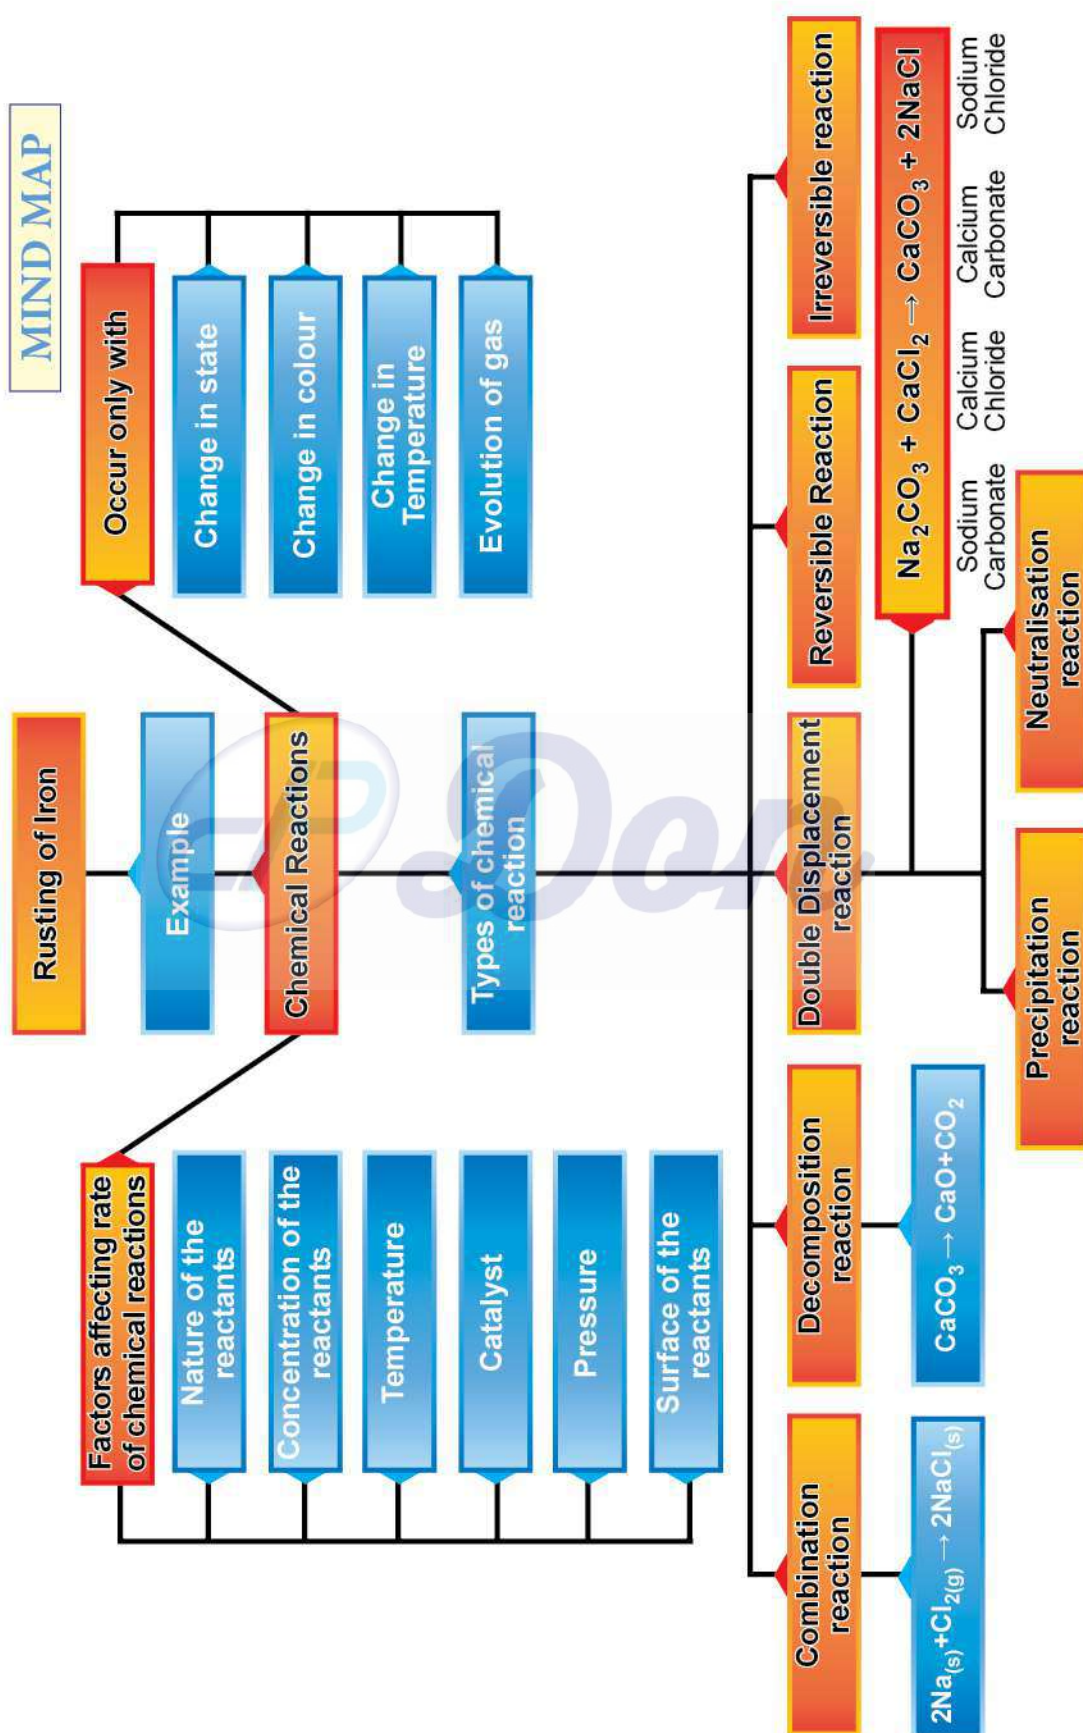 MIND MAP
Rusting of Iron
Example
Chemical Reactions
Factors affecting rate
of chemical reactions
Nature of the
reactants
Concentration of the
reactants
Temperature
Catalyst
Pressure
Surface of the
reactants
Occur only with
Change in state
Change in colour
Change in
Temperature
Evolution of gas
Types of chemical
reaction
Combination
reaction
2Na(s)+Cl2(g) → 2NaCl(s)
Decomposition
reaction
CaCO₃ → CaO+CO₂
Double Displacement
reaction
Reversible Reaction
Irreversible reaction
Na₂CO₃ + CaCl₂ → CaCO₃ + 2NaCl
Sodium
Carbonate
Calcium
Chloride
Calcium
Carbonate
Sodium
Chloride
Precipitation
reaction
Neutralisation
reaction
Don